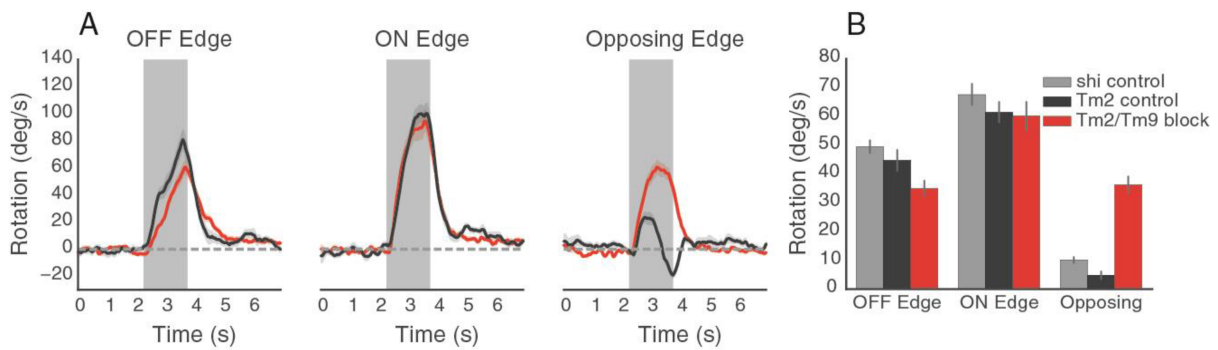 A
B
OFF Edge
ON Edge
Opposing Edge
Rotation (deg/s)
140
120
100
80
60
40
20
0
−20
0 1 2 3 4 5 6
0 1 2 3 4 5 6
0 1 2 3 4 5 6
Time (s)
Time (s)
Time (s)
Rotation (deg/s)
80
70
60
50
40
30
20
10
0
shi control
Tm2 control
Tm2/Tm9 block
OFF Edge
ON Edge
Opposing